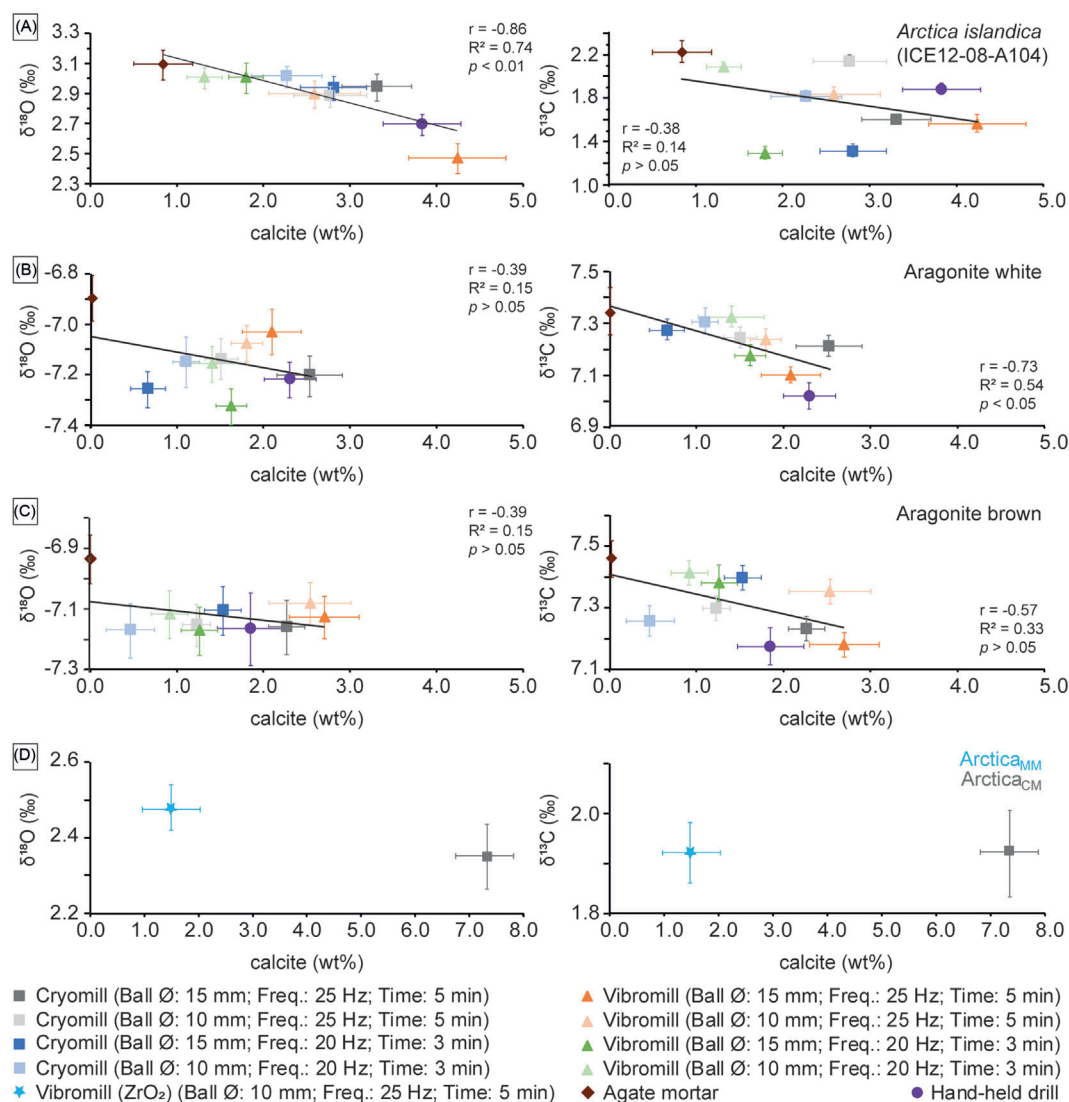 (A)
3.3
3.1
2.9
2.7
2.5
2.3
δ¹⁸O (‰)
0.0 1.0 2.0 3.0 4.0 5.0
calcite (wt%)
r = -0.86
R² = 0.74
p < 0.01
2.2
1.8
1.4
1.0
δ¹³C (‰)
0.0 1.0 2.0 3.0 4.0 5.0
calcite (wt%)
Arctica islandica
(ICE12-08-A104)
r = -0.38
R² = 0.14
p > 0.05
(B)
-6.8
-7.0
-7.2
-7.4
δ¹⁸O (‰)
0.0 1.0 2.0 3.0 4.0 5.0
calcite (wt%)
r = -0.39
R² = 0.15
p > 0.05
7.5
7.3
7.1
6.9
δ¹³C (‰)
0.0 1.0 2.0 3.0 4.0 5.0
calcite (wt%)
Aragonite white
r = -0.73
R² = 0.54
p < 0.05
(C)
-6.9
-7.1
-7.3
δ¹⁸O (‰)
0.0 1.0 2.0 3.0 4.0 5.0
calcite (wt%)
r = -0.39
R² = 0.15
p > 0.05
7.5
7.3
7.1
δ¹³C (‰)
0.0 1.0 2.0 3.0 4.0 5.0
calcite (wt%)
Aragonite brown
r = -0.57
R² = 0.33
p > 0.05
(D)
2.6
2.4
2.2
δ¹⁸O (‰)
0.0 1.0 2.0 3.0 4.0 5.0 6.0 7.0 8.0
calcite (wt%)
2.0
1.8
δ¹³C (‰)
0.0 1.0 2.0 3.0 4.0 5.0 6.0 7.0 8.0
calcite (wt%)
Arctica_MM
Arctica_CM
Cryomill (Ball Ø: 15 mm; Freq.: 25 Hz; Time: 5 min)
Cryomill (Ball Ø: 10 mm; Freq.: 25 Hz; Time: 5 min)
Cryomill (Ball Ø: 15 mm; Freq.: 20 Hz; Time: 3 min)
Cryomill (Ball Ø: 10 mm; Freq.: 20 Hz; Time: 3 min)
Vibromill (ZrO₂) (Ball Ø: 10 mm; Freq.: 25 Hz; Time: 5 min)
Vibromill (Ball Ø: 15 mm; Freq.: 25 Hz; Time: 5 min)
Vibromill (Ball Ø: 10 mm; Freq.: 25 Hz; Time: 5 min)
Vibromill (Ball Ø: 15 mm; Freq.: 20 Hz; Time: 3 min)
Vibromill (Ball Ø: 10 mm; Freq.: 20 Hz; Time: 3 min)
Agate mortar
Hand-held drill